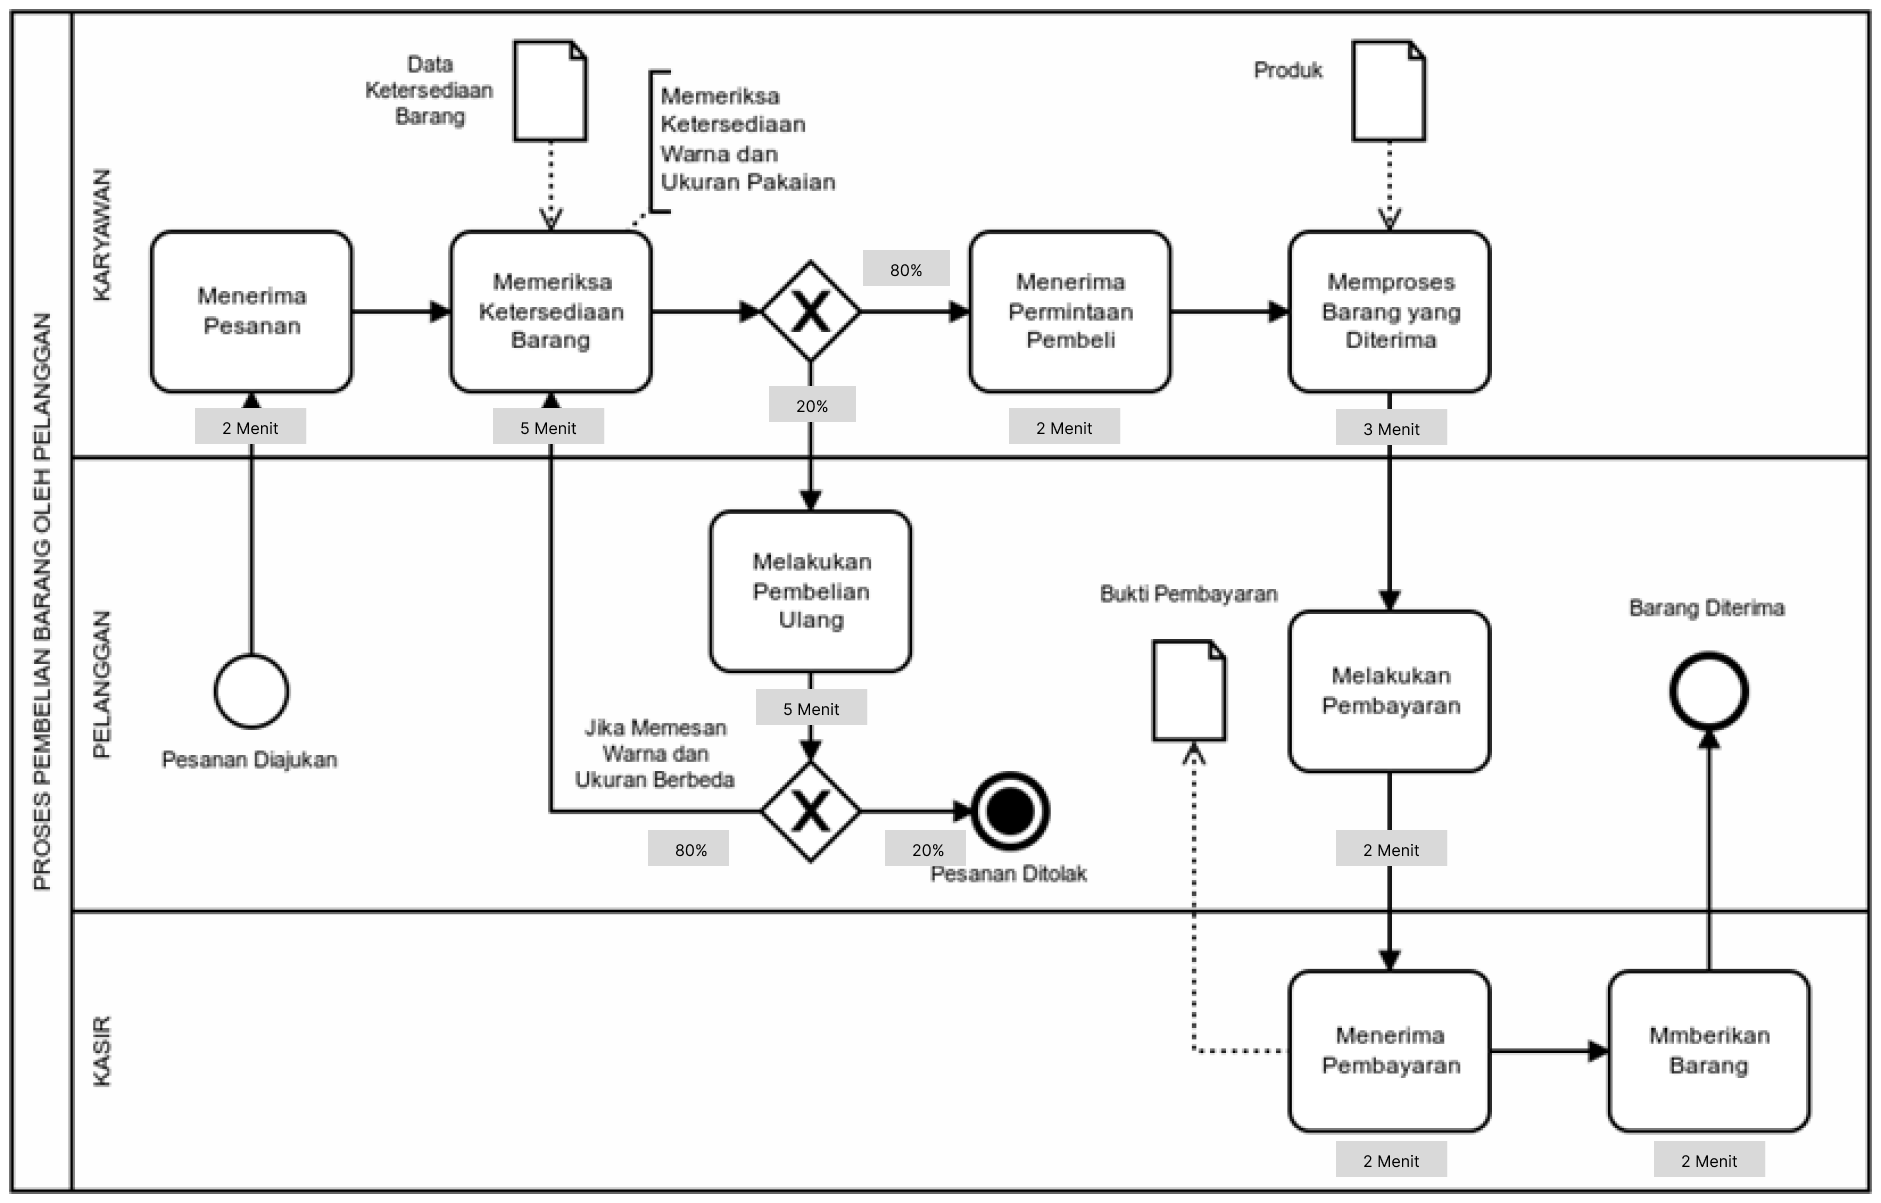 PROSES PEMBELIAN BARANG OLEH PELANGGAN
KARYAWAN
Data
Ketersediaan
Barang
Memeriksa
Ketersediaan
Warna dan
Ukuran Pakaian
Produk
Menerima
Pesanan
Memeriksa
Ketersediaan
Barang
X
80%
Menerima
Permintaan
Pembeli
Memproses
Barang yang
Diterima
2 Menit
5 Menit
20%
2 Menit
3 Menit
PELANGGAN
Pesanan Diajukan
Melakukan
Pembelian
Ulang
5 Menit
Jika Memesan
Warna dan
Ukuran Berbeda
X
80%
20%
Pesanan Ditolak
Bukti Pembayaran
Melakukan
Pembayaran
2 Menit
Barang Diterima
KASIR
Menerima
Pembayaran
2 Menit
Mmberikan
Barang
2 Menit